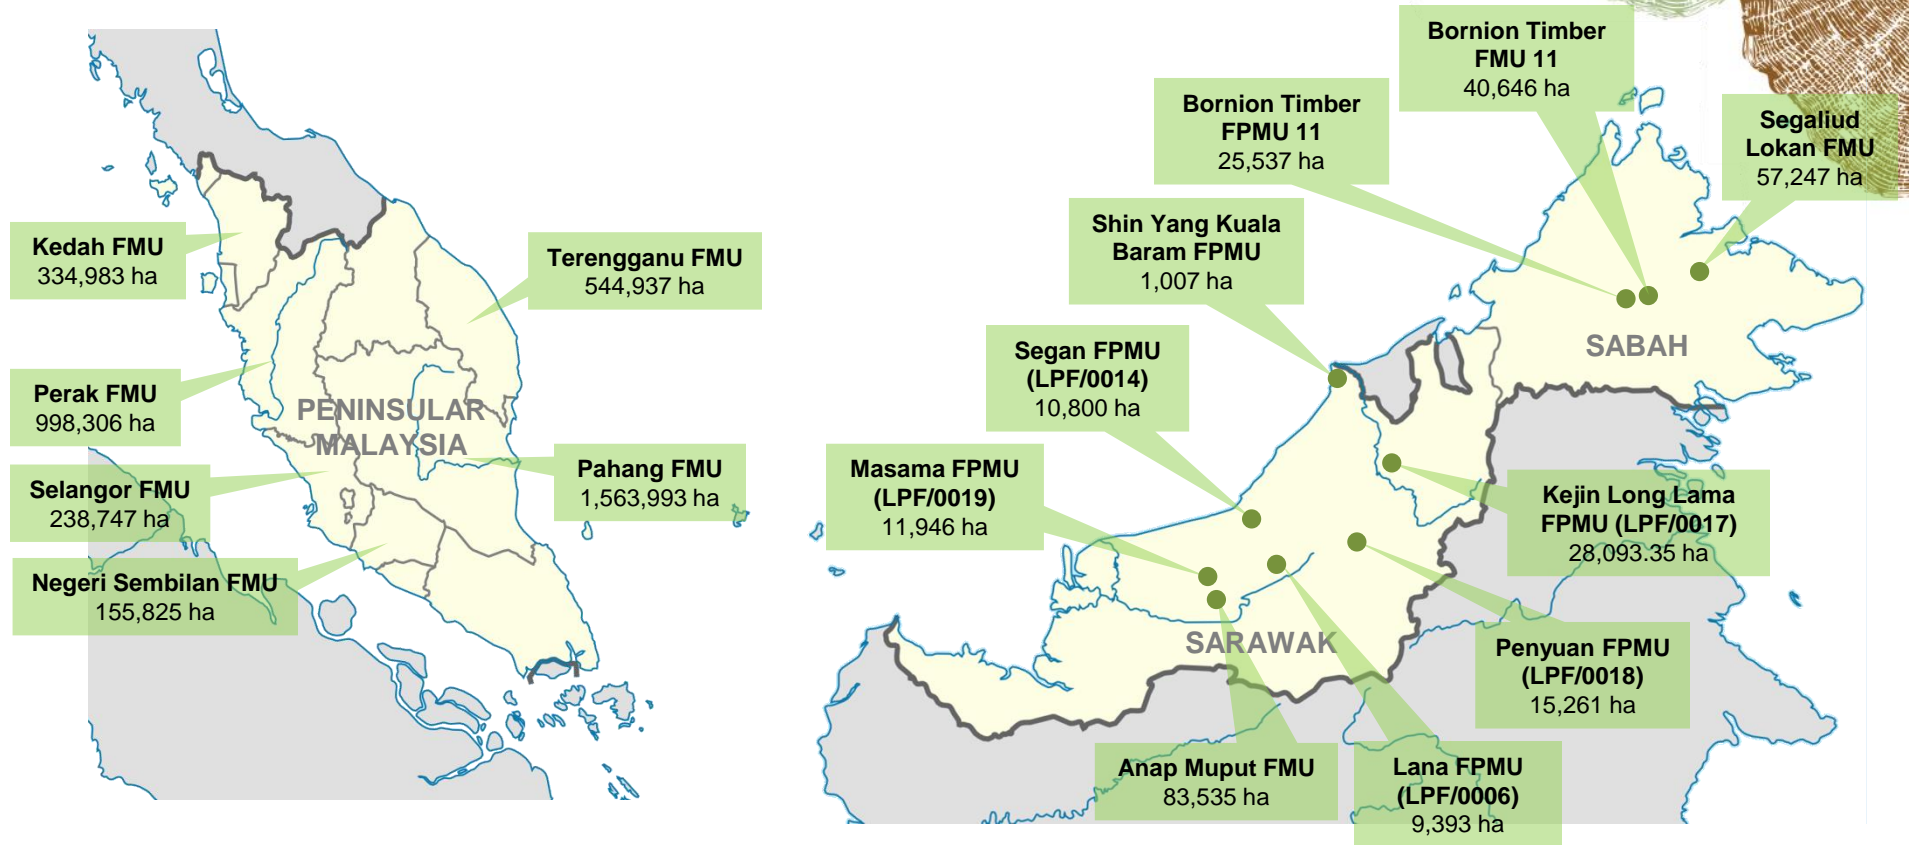 Kedah FMU
334,983 ha
Terengganu FMU
544,937 ha
Perak FMU
998,306 ha
PENINSULAR
MALAYSIA
Selangor FMU
238,747 ha
Pahang FMU
1,563,993 ha
Negeri Sembilan FMU
155,825 ha
Bornion Timber
FMU 11
40,646 ha
Bornion Timber
FPMU 11
25,537 ha
Segaliud
Lokan FMU
57,247 ha
Shin Yang Kuala
Baram FPMU
1,007 ha
SABAH
Segan FPMU
(LPF/0014)
10,800 ha
Masama FPMU
(LPF/0019)
11,946 ha
Kejin Long Lama
FPMU (LPF/0017)
28,093.35 ha
SARAWAK
Penyuan FPMU
(LPF/0018)
15,261 ha
Anap Muput FMU
83,535 ha
Lana FPMU
(LPF/0006)
9,393 ha